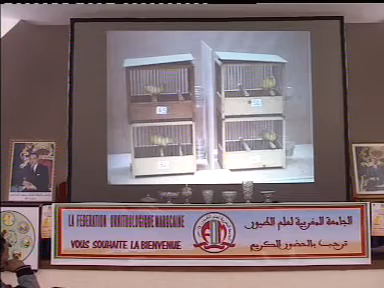 LA FEDERATION ORNITHOLOGIQUE MAROCAINE
VOUS SOUHAITE LA BIENVENUE
الجامعة المغربية لعلم الطيور
ترحب بالحضور الكريم